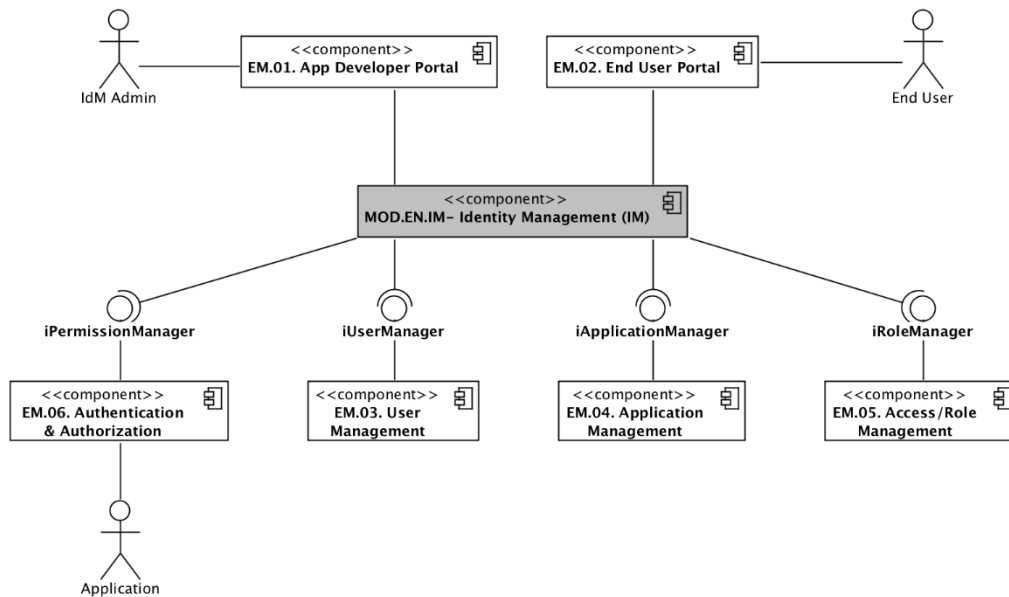 <<component>>
EM.01. App Developer Portal
<<component>>
EM.02. End User Portal
IdM Admin
End User
<<component>>
MOD.EN.IM- Identity Management (IM)
iPermissionManager
iUserManager
iApplicationManager
iRoleManager
<<component>>
EM.06. Authentication
& Authorization
<<component>>
EM.03. User
Management
<<component>>
EM.04. Application
Management
<<component>>
EM.05. Access/Role
Management
Application